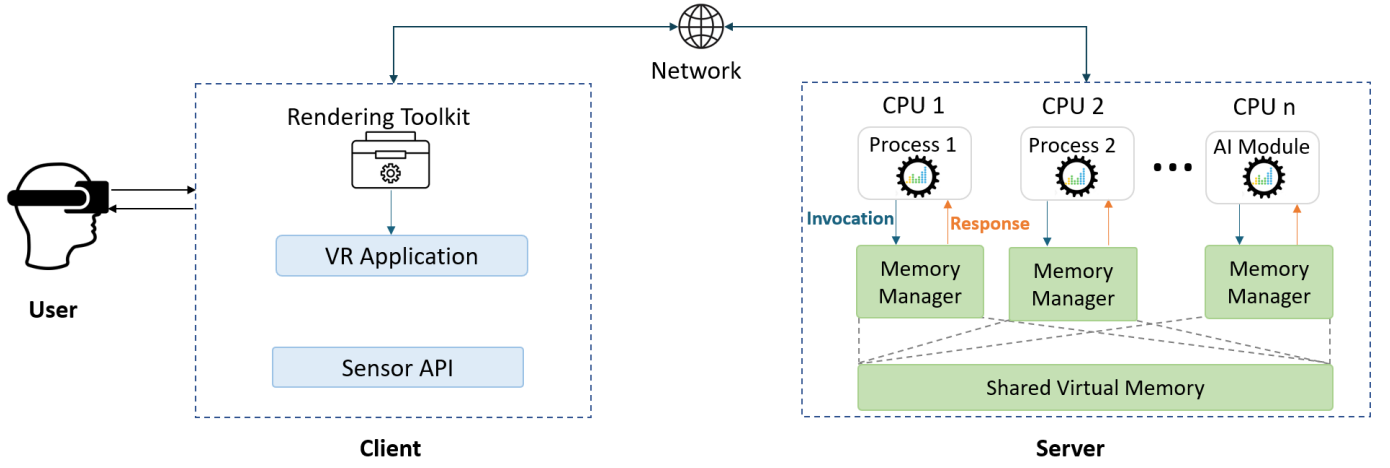 Network
Rendering Toolkit
VR Application
Sensor API
User
Client
CPU 1
CPU 2
CPU n
Process 1
Process 2
AI Module
Invocation
Response
Memory
Manager
Memory
Manager
Memory
Manager
Shared Virtual Memory
Server